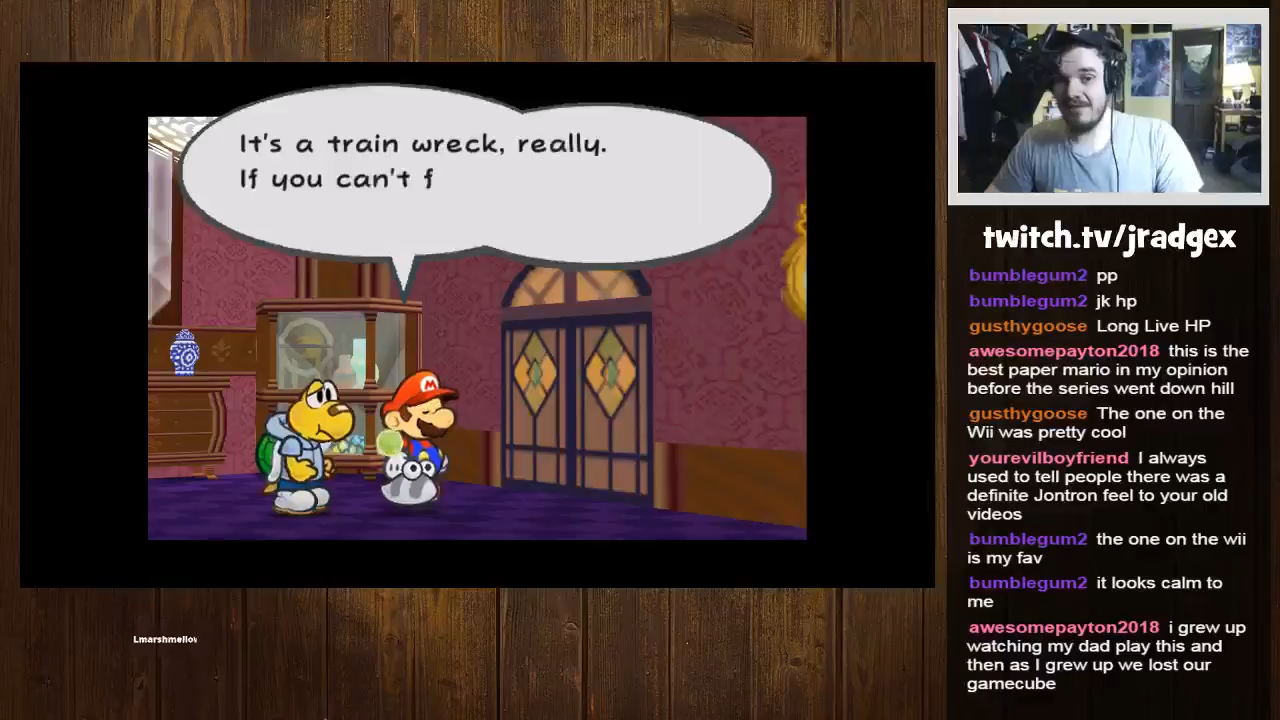 It's a train wreck, really.
If you can't f
twitch.tv/jradgex
bumblegum2 pp
bumblegum2 jk hp
gusthygoose Long Live HP
awesomepayton2018 this is the
best paper mario in my opinion
before the series went down hill
gusthygoose The one on the
Wii was pretty cool
yourevilboyfriend I always
used to tell people there was a
definite Jontron feel to your old
videos
bumblegum2 the one on the wii
is my fav
bumblegum2 it looks calm to
me
awesomepayton2018 i grew up
watching my dad play this and
then as I grew up we lost our
gamecube